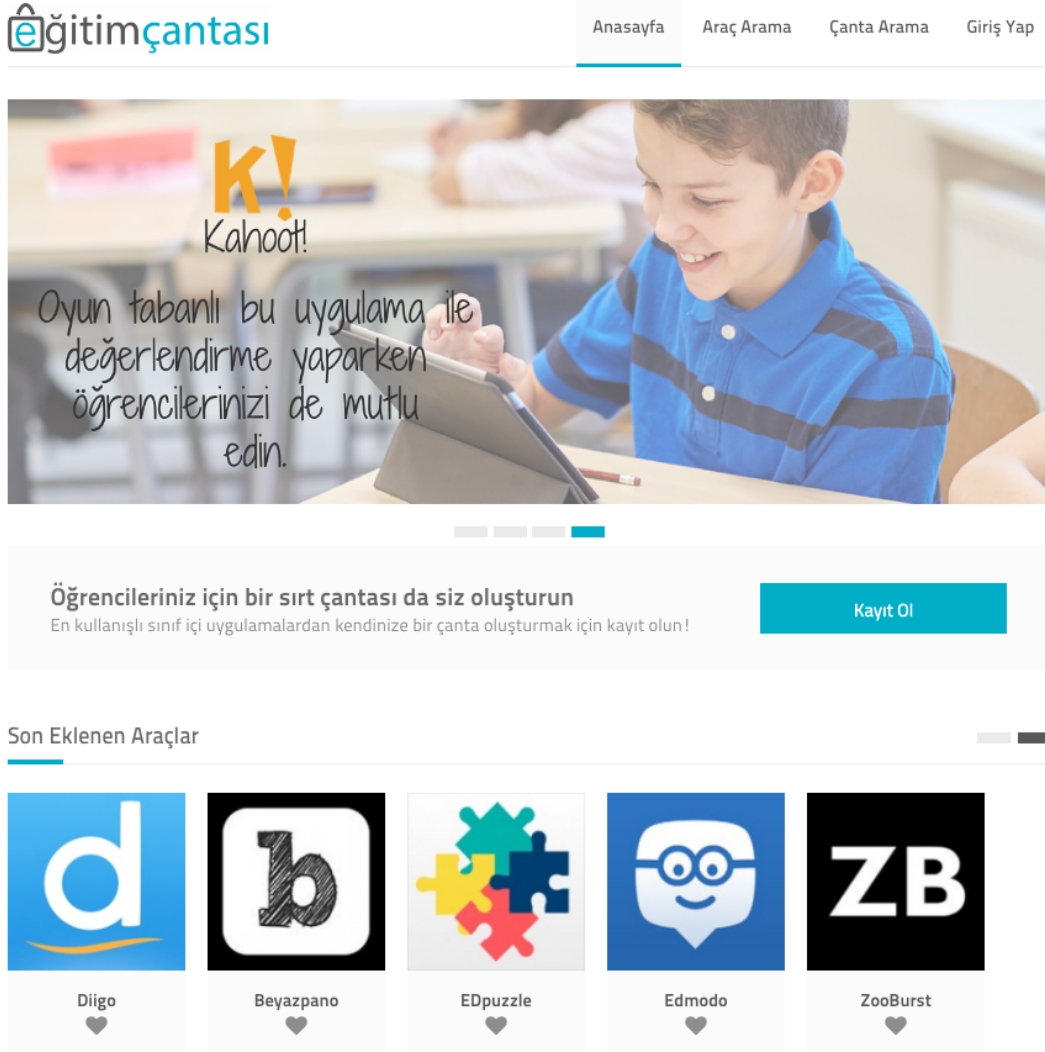 eğitimçantası
Anasayfa Araç Arama Çanta Arama Giriş Yap
K!
Kahoot!
Oyun tabanlı bu uygulama ile
değerlendirme yaparken
öğrencilerinizi de mutlu
edin.
Öğrencileriniz için bir sırt çantası da siz oluşturun
En kullanışlı sınıf içi uygulamalardan kendinize bir çanta oluşturmak için kayıt olun!
Kayıt Ol
Son Eklenen Araçlar
d b ZB
Diigo Beyazpano EDpuzzle Edmodo ZooBurst